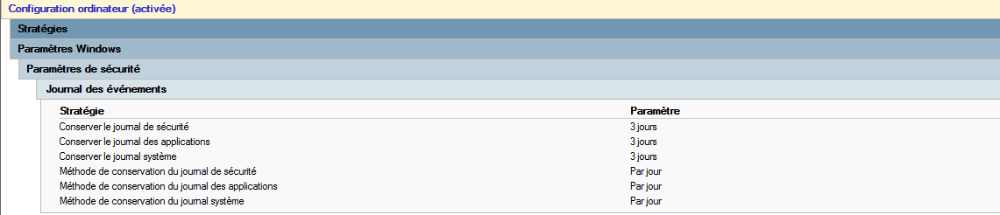 Configuration ordinateur (activée)
Stratégies
Paramètres Windows
Paramètres de sécurité
Journal des événements
Stratégie Paramètre
Conserver le journal de sécurité 3 jours
Conserver le journal des applications 3 jours
Conserver le journal système 3 jours
Méthode de conservation du journal de sécurité Par jour
Méthode de conservation du journal des applications Par jour
Méthode de conservation du journal système Par jour